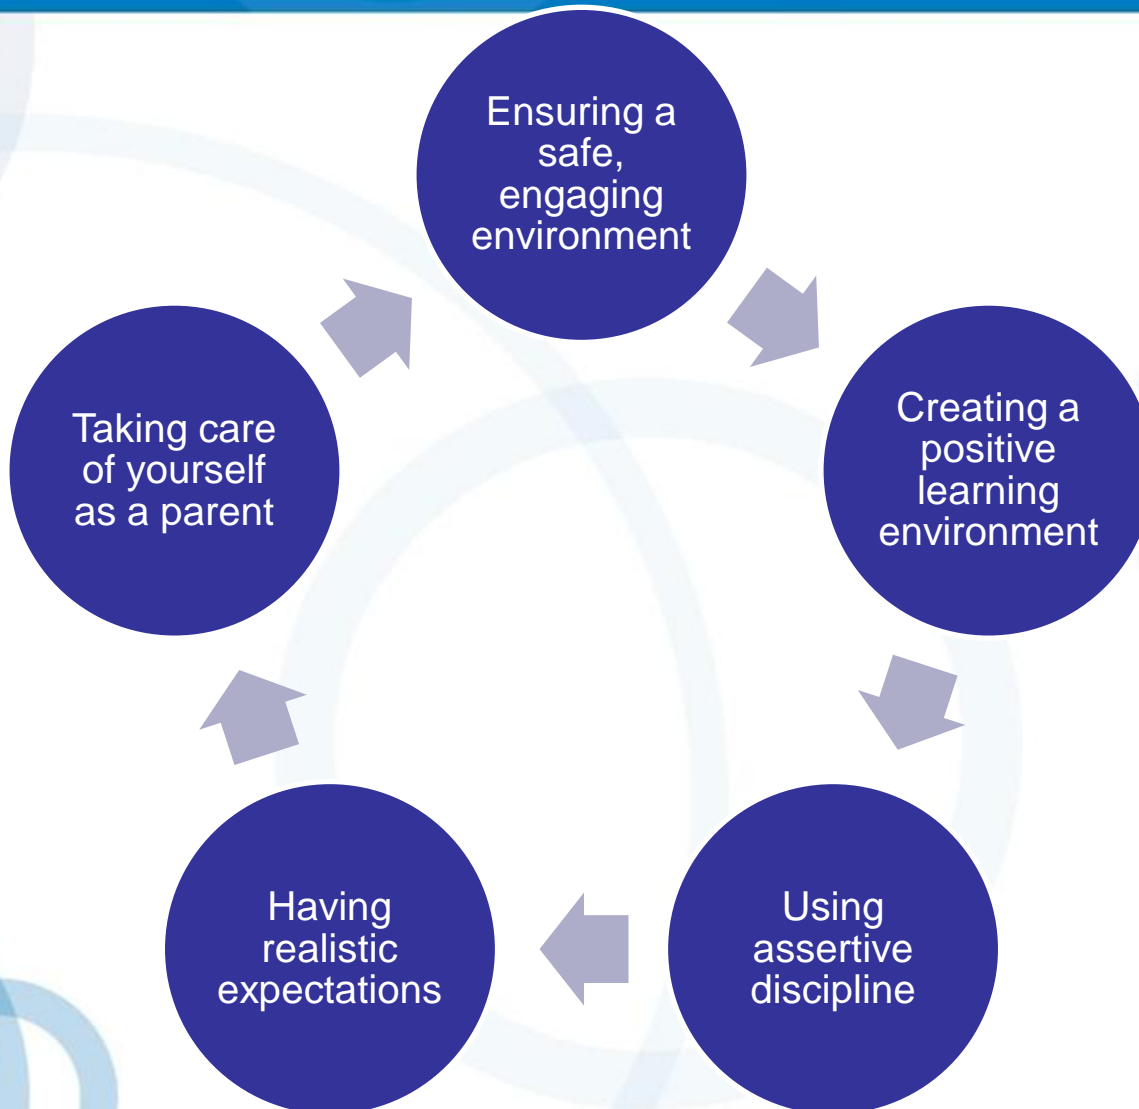 Ensuring a
safe,
engaging
environment
Creating a
positive
learning
environment
Using
assertive
discipline
Having
realistic
expectations
Taking care
of yourself
as a parent